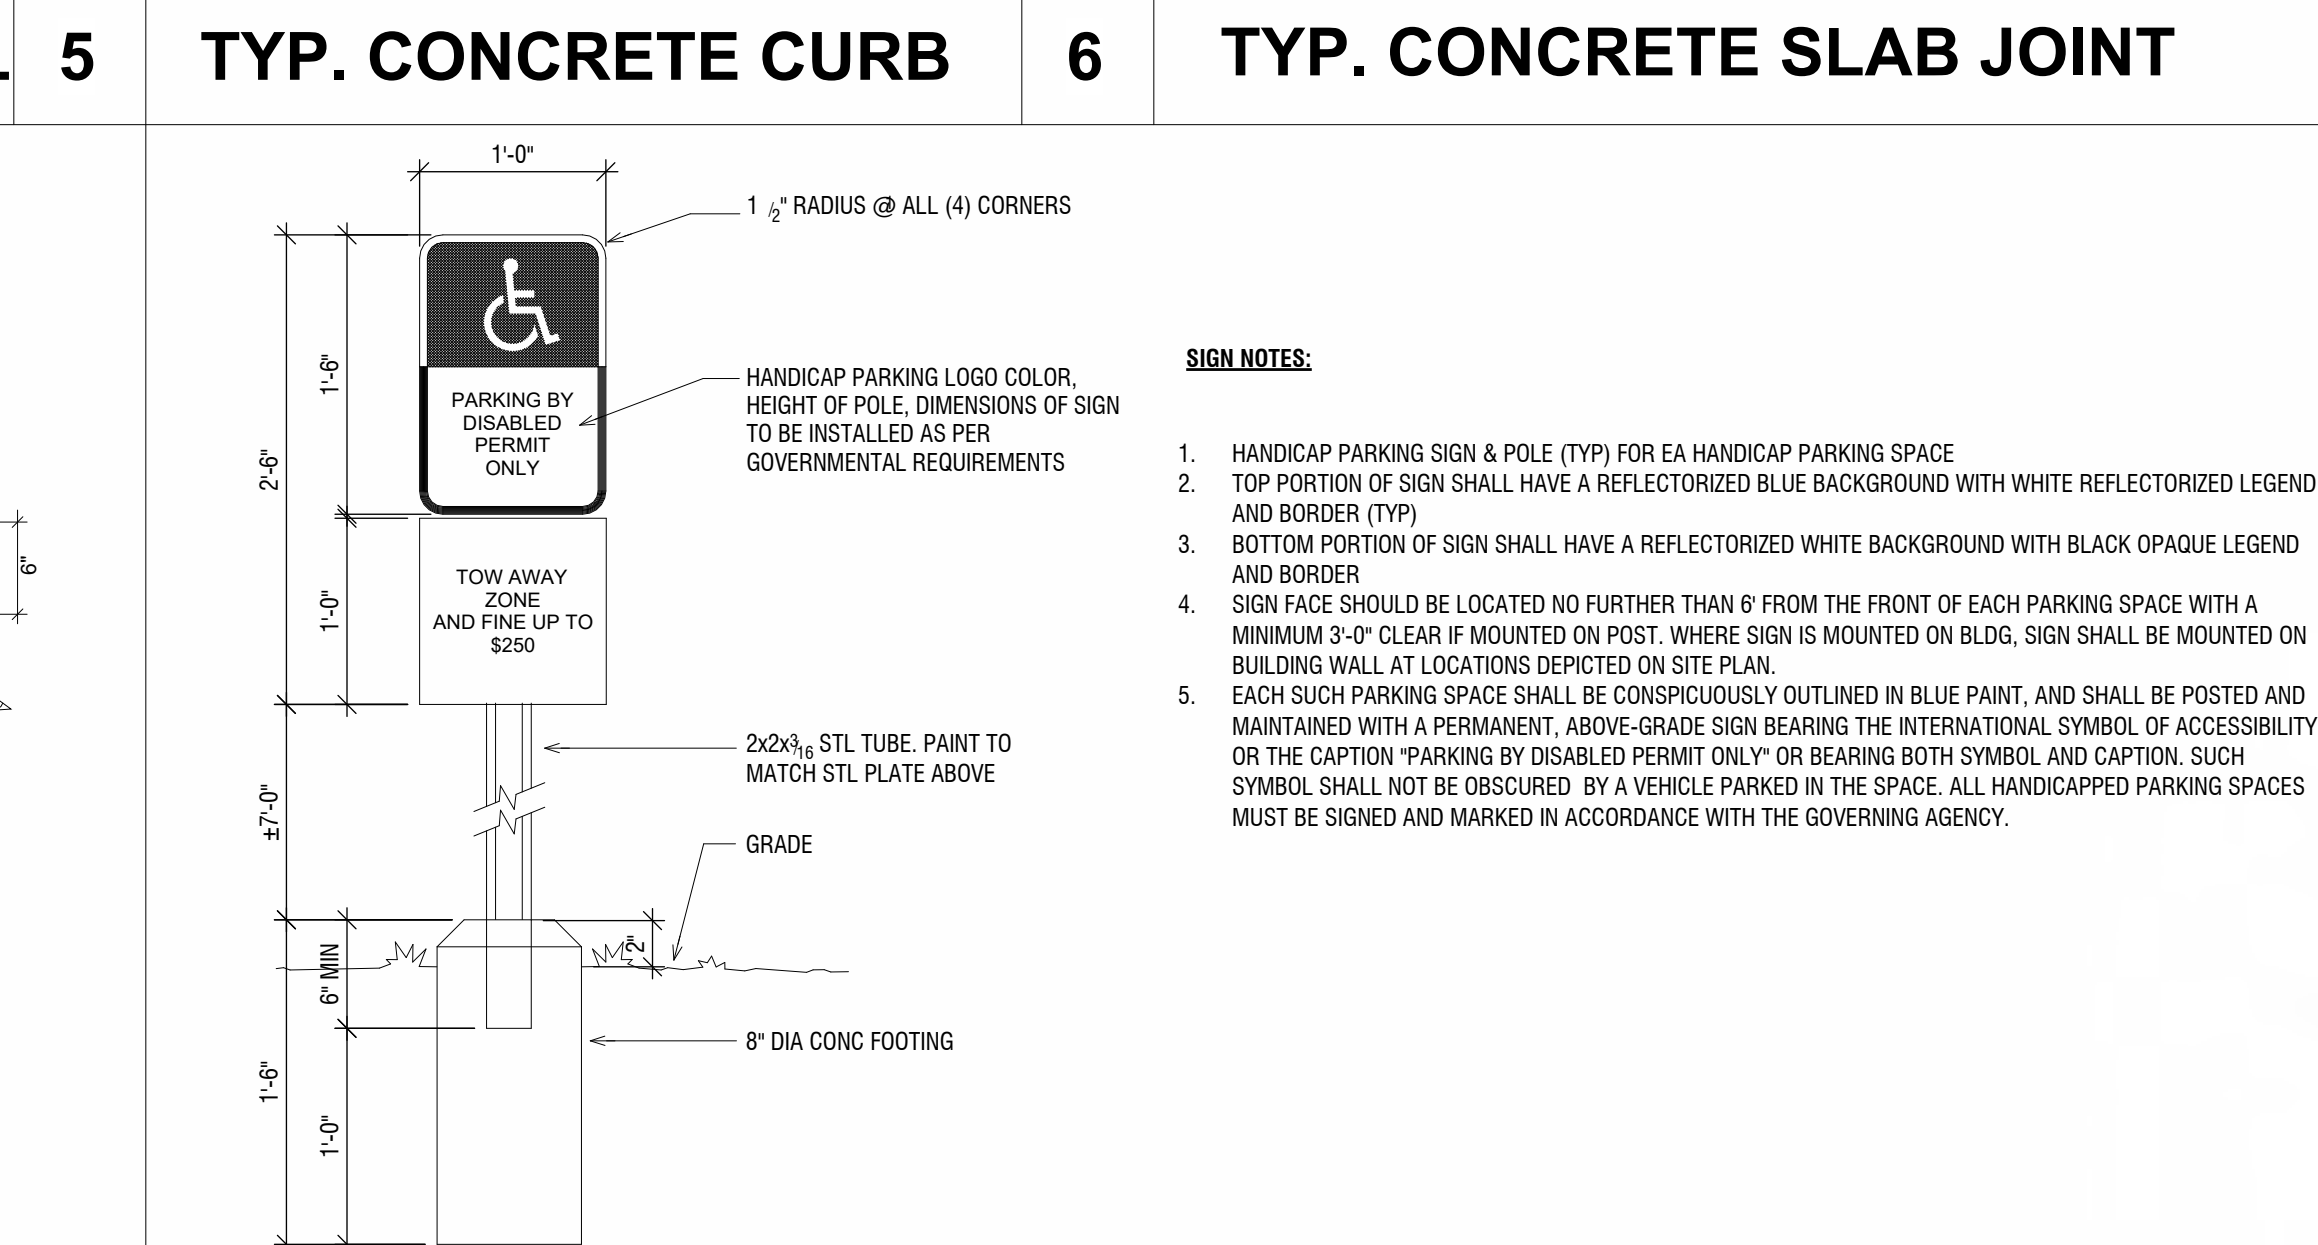 5
TYP. CONCRETE CURB
6
TYP. CONCRETE SLAB JOINT
1'-0"
1 /2" RADIUS @ ALL (4) CORNERS
2'-6"
1'-6"
PARKING BY
DISABLED
PERMIT
ONLY
HANDICAP PARKING LOGO COLOR,
HEIGHT OF POLE, DIMENSIONS OF SIGN
TO BE INSTALLED AS PER
GOVERNMENTAL REQUIREMENTS
6"
1'-0"
TOW AWAY
ZONE
AND FINE UP TO
$250
±7'-0"
2x2x3/16 STL TUBE. PAINT TO
MATCH STL PLATE ABOVE
GRADE
6" MIN
2"
1'-6"
1'-0"
8" DIA CONC FOOTING
SIGN NOTES:
1. HANDICAP PARKING SIGN & POLE (TYP) FOR EA HANDICAP PARKING SPACE
2. TOP PORTION OF SIGN SHALL HAVE A REFLECTORIZED BLUE BACKGROUND WITH WHITE REFLECTORIZED LEGEND
AND BORDER (TYP)
3. BOTTOM PORTION OF SIGN SHALL HAVE A REFLECTORIZED WHITE BACKGROUND WITH BLACK OPAQUE LEGEND
AND BORDER
4. SIGN FACE SHOULD BE LOCATED NO FURTHER THAN 6' FROM THE FRONT OF EACH PARKING SPACE WITH A
MINIMUM 3'-0" CLEAR IF MOUNTED ON POST. WHERE SIGN IS MOUNTED ON BLDG, SIGN SHALL BE MOUNTED ON
BUILDING WALL AT LOCATIONS DEPICTED ON SITE PLAN.
5. EACH SUCH PARKING SPACE SHALL BE CONSPICUOUSLY OUTLINED IN BLUE PAINT, AND SHALL BE POSTED AND
MAINTAINED WITH A PERMANENT, ABOVE-GRADE SIGN BEARING THE INTERNATIONAL SYMBOL OF ACCESSIBILITY
OR THE CAPTION "PARKING BY DISABLED PERMIT ONLY" OR BEARING BOTH SYMBOL AND CAPTION. SUCH
SYMBOL SHALL NOT BE OBSCURED BY A VEHICLE PARKED IN THE SPACE. ALL HANDICAPPED PARKING SPACES
MUST BE SIGNED AND MARKED IN ACCORDANCE WITH THE GOVERNING AGENCY.